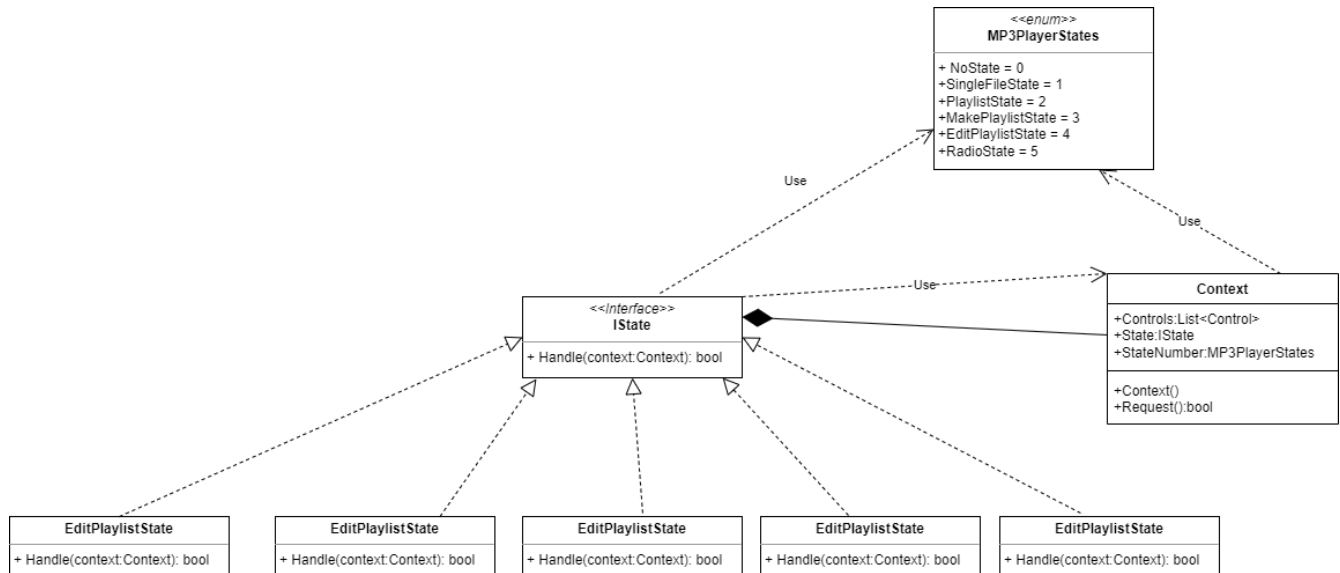 <<enum>>
MP3PlayerStates
+ NoState = 0
+SingleFileState = 1
+PlaylistState = 2
+MakePlaylistState = 3
+EditPlaylistState = 4
+RadioState = 5
Use
Use
Use
<<Interface>>
IState
+ Handle(context:Context): bool
Context
+Controls:List<Control>
+State:IState
+StateNumber:MP3PlayerStates
+Context()
+Request():bool
EditPlaylistState
+ Handle(context:Context): bool
EditPlaylistState
+ Handle(context:Context): bool
EditPlaylistState
+ Handle(context:Context): bool
EditPlaylistState
+ Handle(context:Context): bool
EditPlaylistState
+ Handle(context:Context): bool